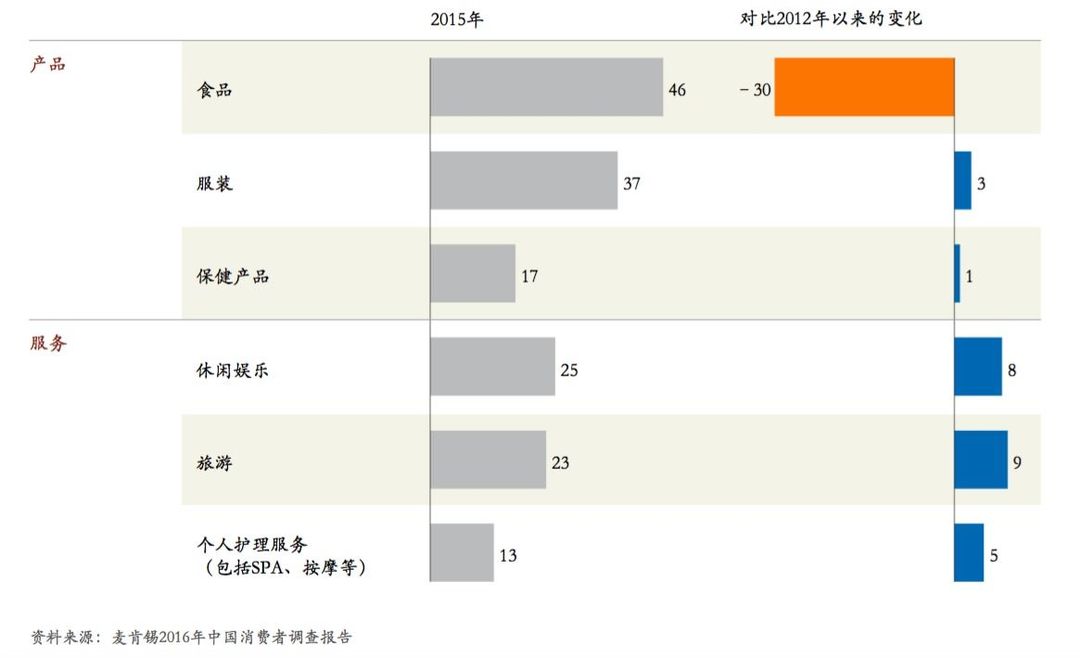 2015年 对比2012年以来的变化
产品
食品 46 －30
服装 37 3
保健产品 17 1
服务
休闲娱乐 25 8
旅游 23 9
个人护理服务
（包括SPA、按摩等） 13 5
资料来源：麦肯锡2016年中国消费者调查报告